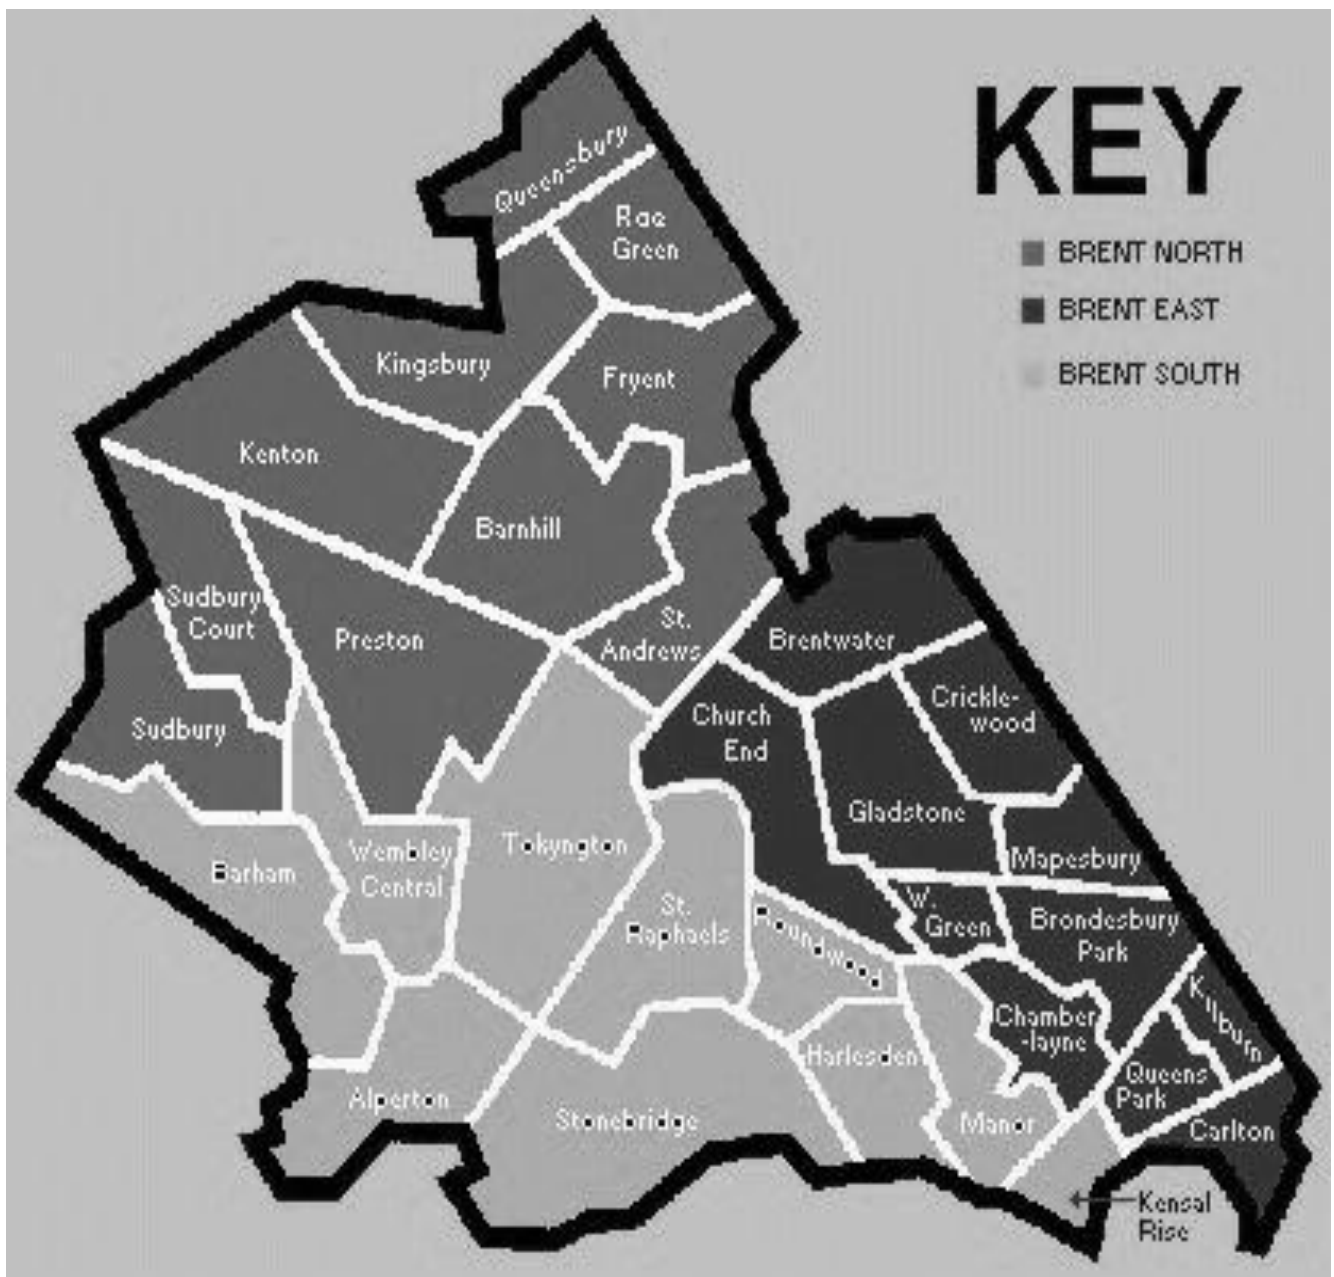 KEY
BRENT NORTH
BRENT EAST
BRENT SOUTH
Queensbury
Roe
Green
Kingsbury
Fryent
Kenton
Barnhill
Sudbury
Court
Preston
St.
Andrews
Brentwater
Sudbury
Church
End
Crickle-
wood
Gladstone
Barham
Wembley
Central
Tokyngton
Mapesbury
St.
Raphaels
Roundwood
W.
Green
Brondesbury
Park
Kilburn
Chamber
-layne
Harlesden
Queens
Park
Alperton
Stonebridge
Manor
Carlton
Kensal
Rise